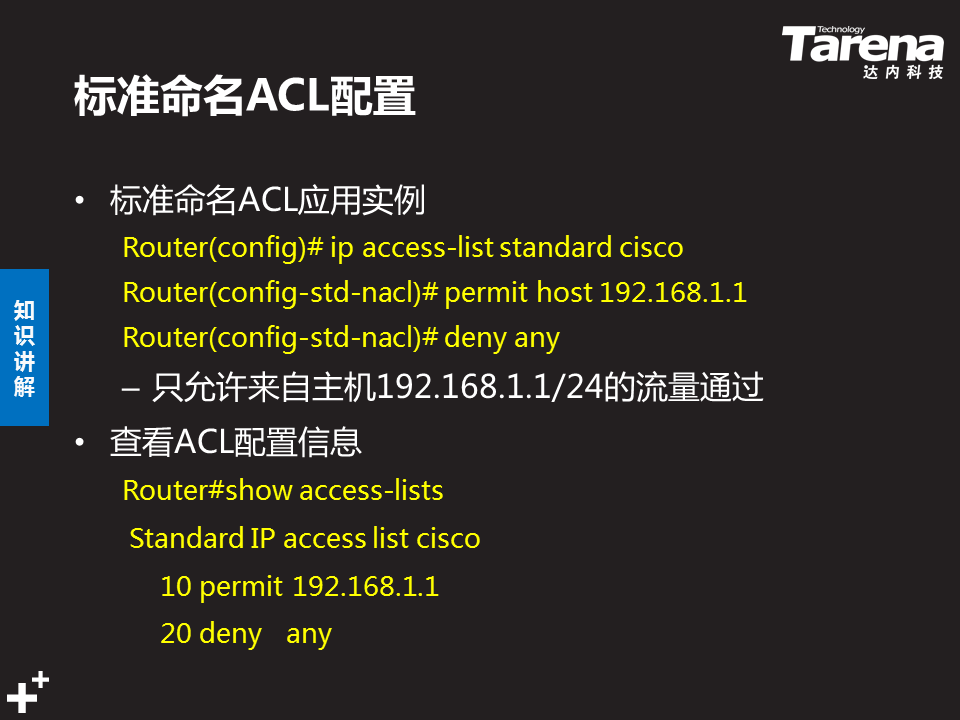 Technology
Tarena
达内科技
标准命名ACL配置
• 标准命名ACL应用实例
Router(config)# ip access-list standard cisco
Router(config-std-nacl)# permit host 192.168.1.1
Router(config-std-nacl)# deny any
– 只允许来自主机192.168.1.1/24的流量通过
知识讲解
• 查看ACL配置信息
Router#show access-lists
Standard IP access list cisco
10 permit 192.168.1.1
20 deny any